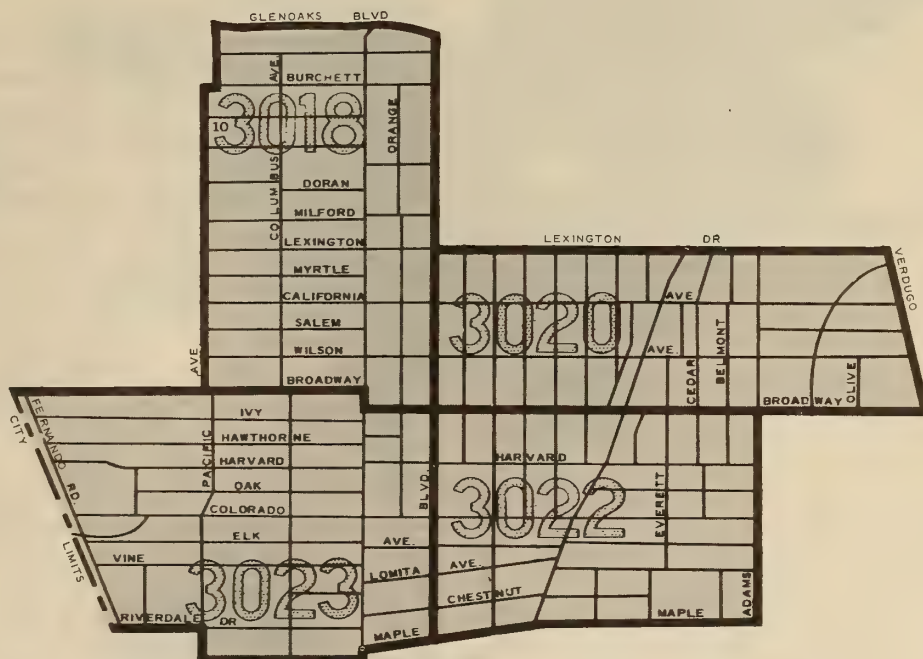 GLENOAKS BLVD
AVE.
BURCHETT
3018
10
ORANGE
COLUMBUS
DORAN
MILFORD
LEXINGTON
LEXINGTON DR
MYRTLE
VERDUGO
CALIFORNIA
AVE.
3020
SALEM
WILSON
AVE.
AVE.
CEDAR
BELMONT
BROADWAY
BROADWAY
OLIVE
IVY
FERNANDO RD.
CITY LIMITS
HAWTHORNE
PACIFIC
HARVARD
HARVARD
OAK
BLVD.
3022
COLORADO
EVERETT
ELK
AVE.
VINE
3023
LOMITA AVE.
CHESTNUT
ADAMS
RIVERDALE DR
MAPLE
MAPLE